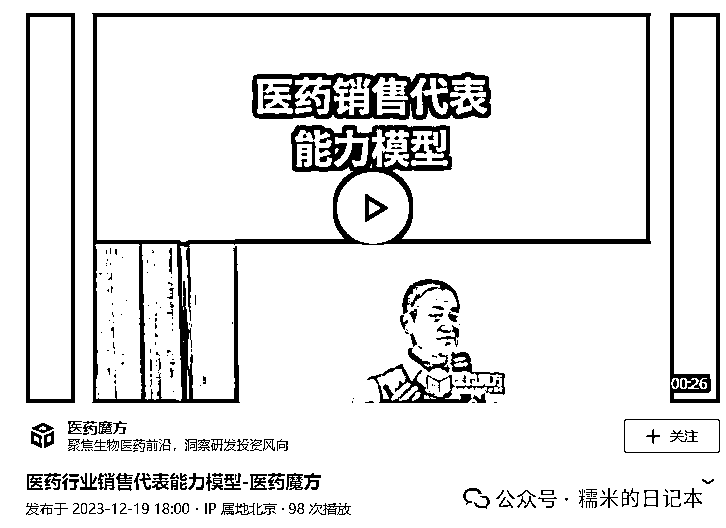 医药销售代表
能力模型
医药魔方
00:26
医药魔方
聚焦生物医药前沿，洞察研发投资风向
＋ 关注
医药行业销售代表能力模型-医药魔方
发布于 2023-12-19 18:00 · IP 属地北京 · 98 次播放
公众号 · 糯米的日记本